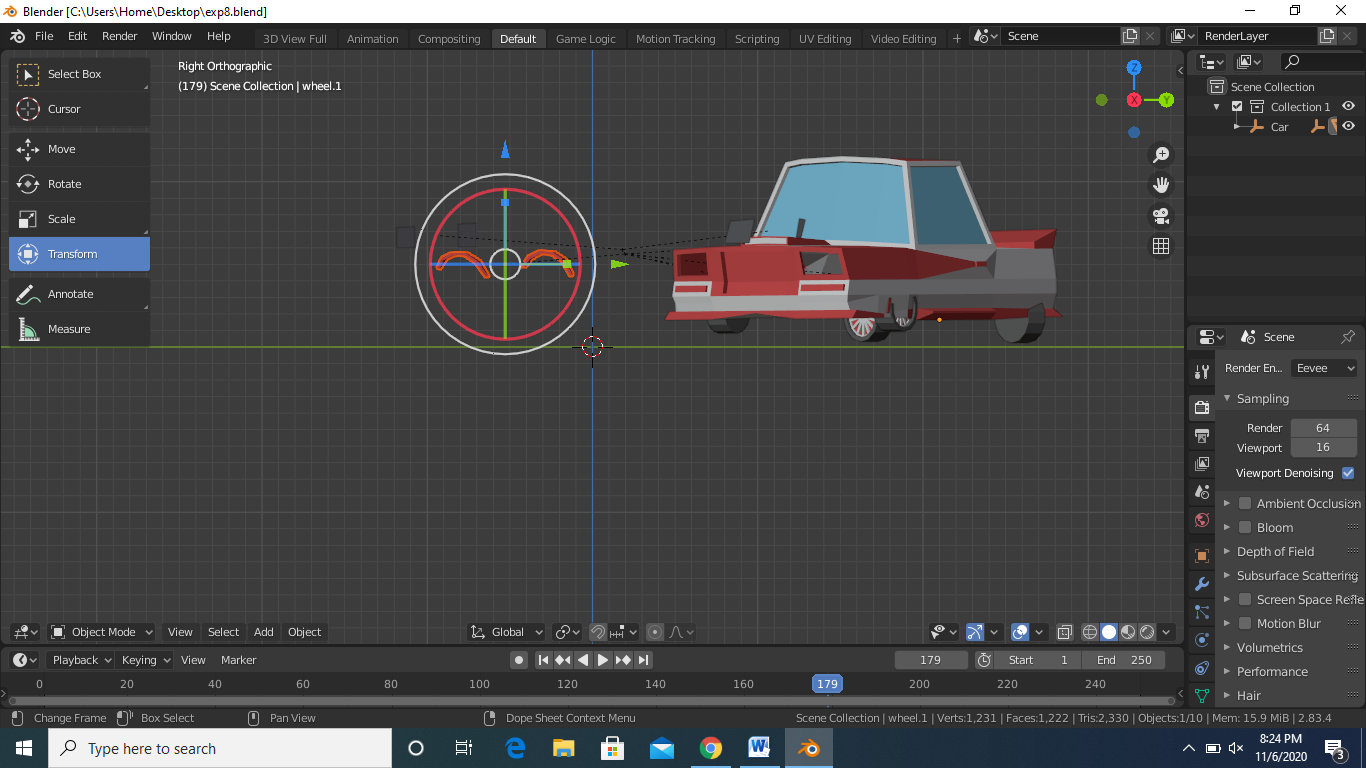 Blender [C:\Users\Home\Desktop\exp8.blend]
File Edit Render Window Help 3D View Full Animation Compositing Default Game Logic Motion Tracking Scripting UV Editing Video Editing + Scene RenderLayer
Select Box
Cursor
Move
Rotate
Scale
Transform
Annotate
Measure
Right Orthographic
(179) Scene Collection | wheel.1
Z
X
Y
Scene Collection
Collection 1
Car
Scene
Render En... Eevee
Sampling
Render 64
Viewport 16
Viewport Denoising
Ambient Occlusion
Bloom
Depth of Field
Subsurface Scattering
Screen Space Refle
Motion Blur
Volumetrics
Performance
Hair
Object Mode View Select Add Object Global
Playback Keying View Marker 179 Start 1 End 250
0 20 40 60 80 100 120 140 160 179 200 220 240
Change Frame Box Select Pan View Dope Sheet Context Menu Scene Collection | wheel.1 | Verts:1,231 | Faces:1,222 | Tris:2,330 | Objects:1/10 | Mem: 15.9 MiB | 2.83.4
Type here to search
W
8:24 PM
11/6/2020
3